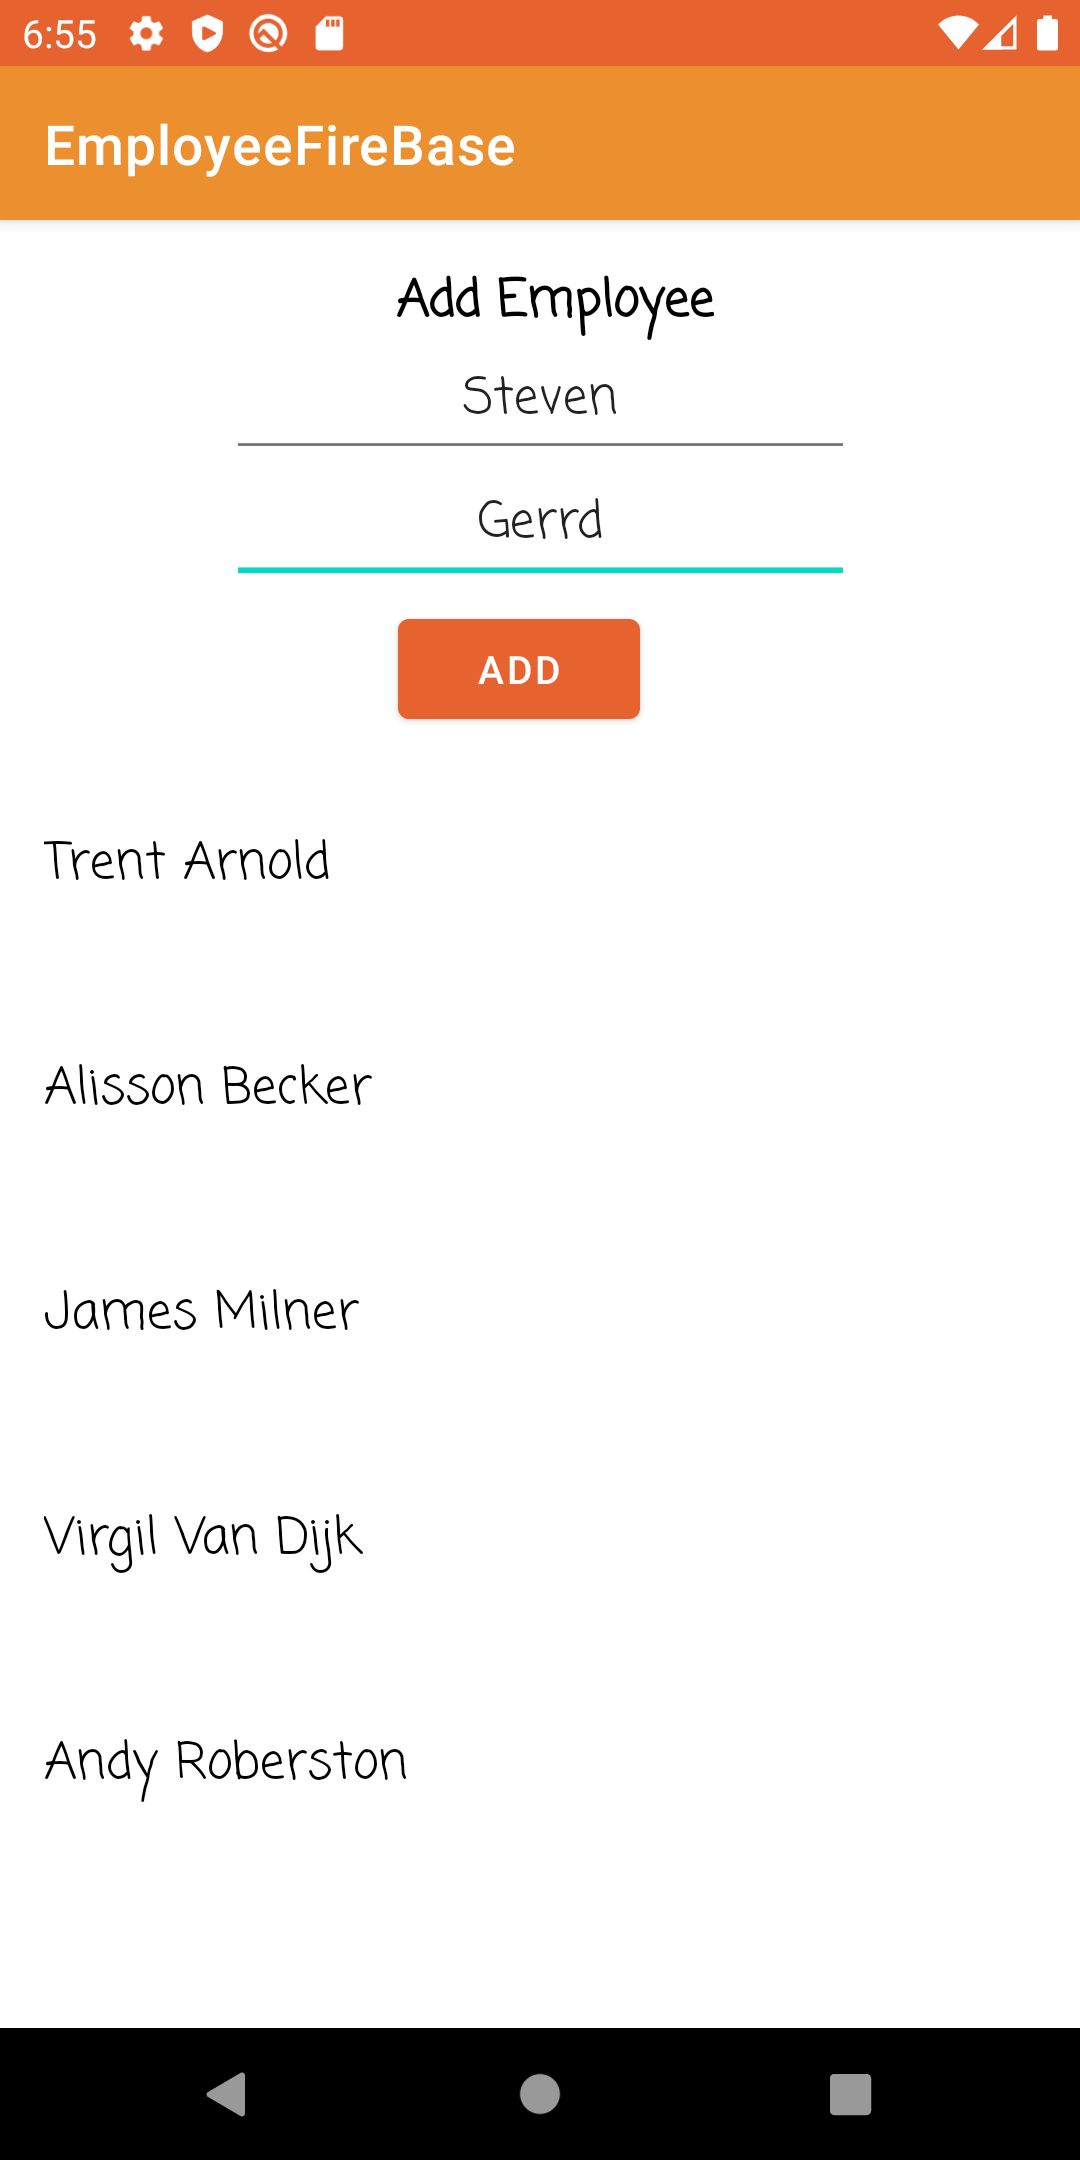 6:55
EmployeeFireBase
Add Employee
Steven
Gerrd
ADD
Trent Arnold
Alisson Becker
James Milner
Virgil Van Dijk
Andy Roberston